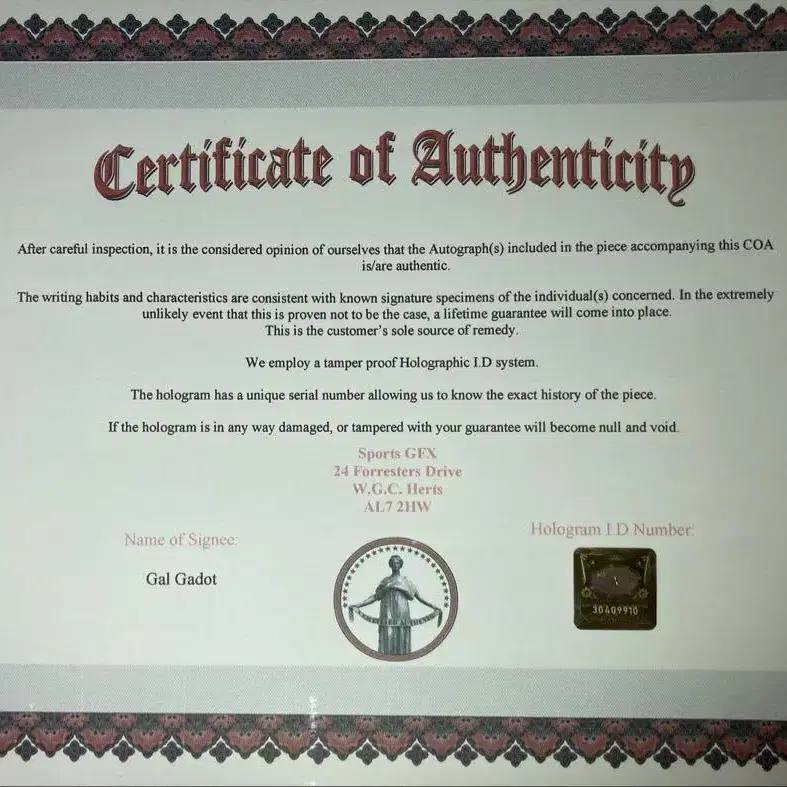 Certificate of Authenticity
After careful inspection, it is the considered opinion of ourselves that the Autograph(s) included in the piece accompanying this COA
is/are authentic.
The writing habits and characteristics are consistent with known signature specimens of the individual(s) concerned. In the extremely
unlikely event that this is proven not to be the case, a lifetime guarantee will come into place.
This is the customer's sole source of remedy.
We employ a tamper proof Holographic I.D system.
The hologram has a unique serial number allowing us to know the exact history of the piece.
If the hologram is in any way damaged, or tampered with your guarantee will become null and void.
Sports GFX
24 Forresters Drive
W.G.C. Herts
AL7 2HW
Name of Signee:
Hologram I.D Number:
Gal Gadot
30409910